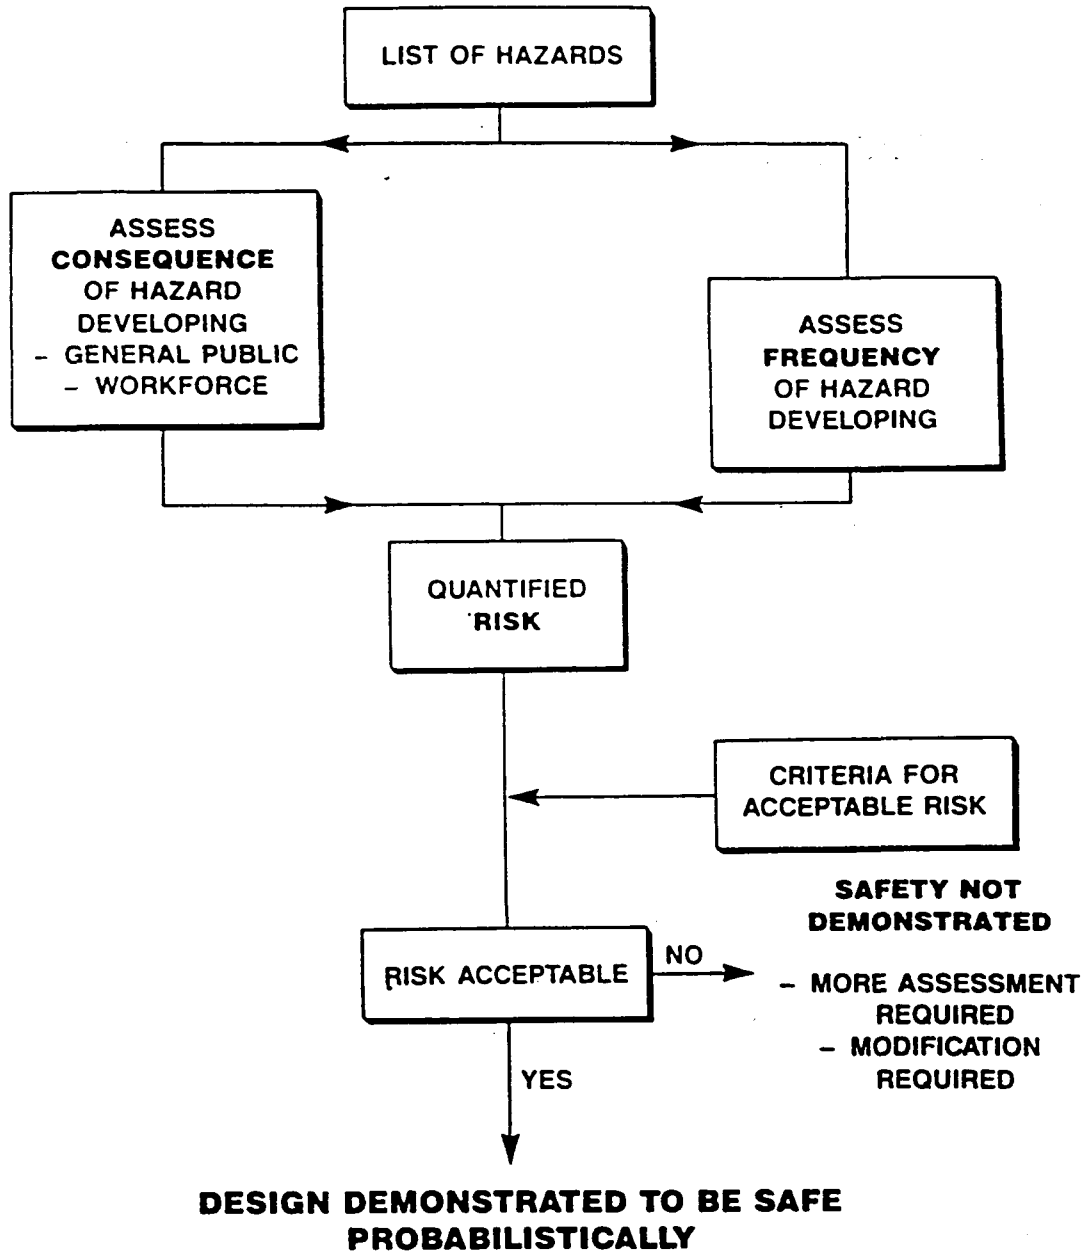 LIST OF HAZARDS
ASSESS
CONSEQUENCE
OF HAZARD
DEVELOPING
– GENERAL PUBLIC
– WORKFORCE
ASSESS
FREQUENCY
OF HAZARD
DEVELOPING
QUANTIFIED
RISK
CRITERIA FOR
ACCEPTABLE RISK
SAFETY NOT
DEMONSTRATED
RISK ACCEPTABLE
NO
– MORE ASSESSMENT
REQUIRED
– MODIFICATION
REQUIRED
YES
DESIGN DEMONSTRATED TO BE SAFE
PROBABILISTICALLY